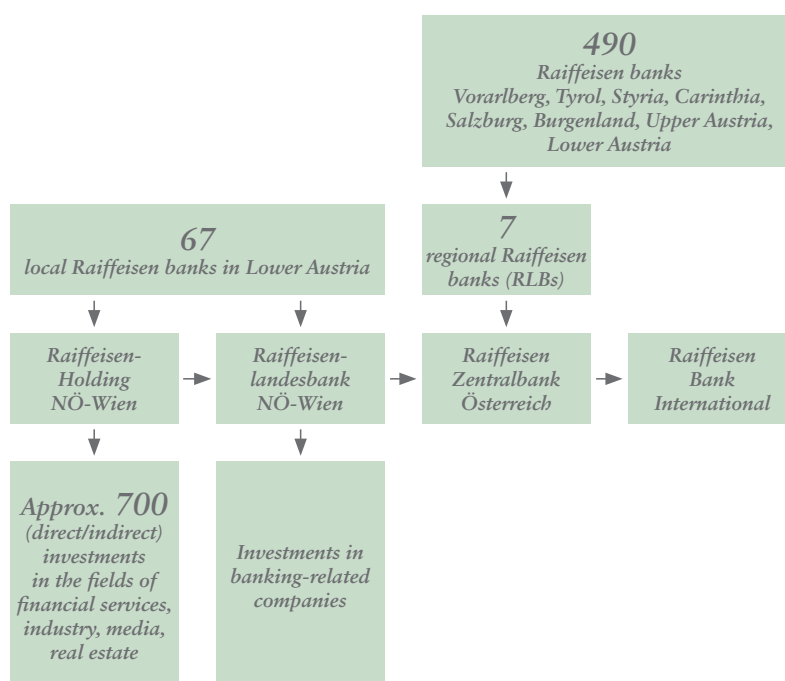 490
Raiffeisen banks
Vorarlberg, Tyrol, Styria, Carinthia,
Salzburg, Burgenland, Upper Austria,
Lower Austria
67
local Raiffeisen banks in Lower Austria
7
regional Raiffeisen
banks (RLBs)
Raiffeisen-
Holding
NÖ-Wien
Raiffeisen-
landesbank
NÖ-Wien
Raiffeisen
Zentralbank
Österreich
Raiffeisen
Bank
International
Approx. 700
(direct/indirect)
investments
in the fields of
financial services,
industry, media,
real estate
Investments in
banking-related
companies